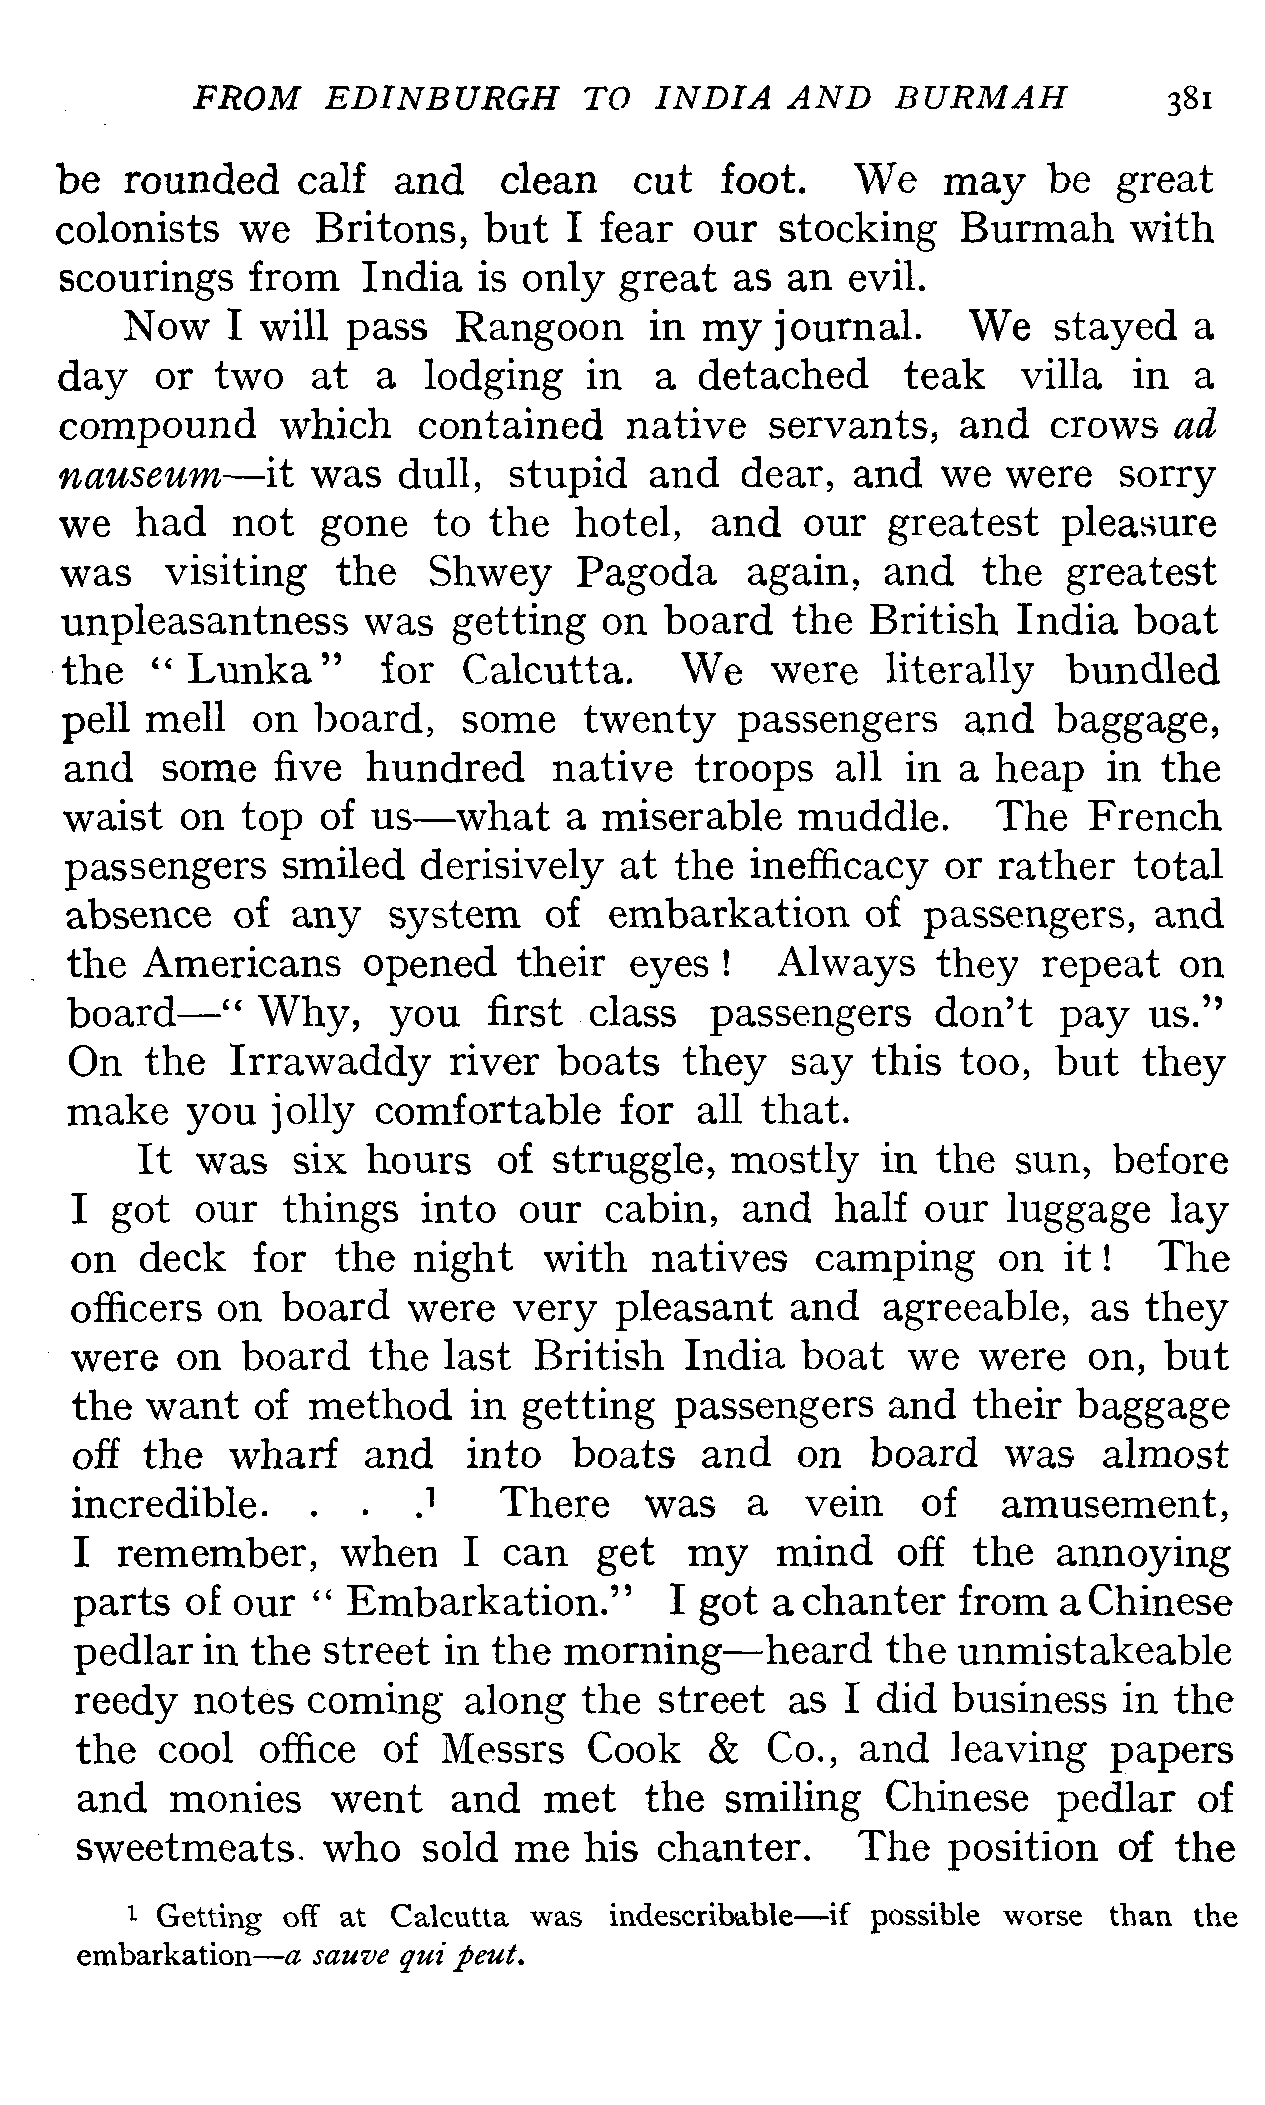 FROM EDINBURGH TO INDIA AND BURMAH 381
be rounded calf and clean cut foot. We may be great
colonists we Britons, but I fear our stocking Burmah with
scourings from India is only great as an evil.
Now I will pass Rangoon in my journal. We stayed a
day or two at a lodging in a detached teak villa in a
compound which contained native servants, and crows ad
nauseum—it was dull, stupid and dear, and we were sorry
we had not gone to the hotel, and our greatest pleasure
was visiting the Shwey Pagoda again, and the greatest
unpleasantness was getting on board the British India boat
the “ Lunka ” for Calcutta. We were literally bundled
pell mell on board, some twenty passengers and baggage,
and some five hundred native troops all in a heap in the
waist on top of us—what a miserable muddle. The French
passengers smiled derisively at the inefficacy or rather total
absence of any system of embarkation of passengers, and
the Americans opened their eyes ! Always they repeat on
board—“ Why, you first class passengers don’t pay us.”
On the Irrawaddy river boats they say this too, but they
make you jolly comfortable for all that.
It was six hours of struggle, mostly in the sun, before
I got our things into our cabin, and half our luggage lay
on deck for the night with natives camping on it ! The
officers on board were very pleasant and agreeable, as they
were on board the last British India boat we were on, but
the want of method in getting passengers and their baggage
off the wharf and into boats and on board was almost
incredible. . . .¹ There was a vein of amusement,
I remember, when I can get my mind off the annoying
parts of our “ Embarkation.” I got a chanter from a Chinese
pedlar in the street in the morning—heard the unmistakeable
reedy notes coming along the street as I did business in the
the cool office of Messrs Cook & Co., and leaving papers
and monies went and met the smiling Chinese pedlar of
sweetmeats. who sold me his chanter. The position of the
¹ Getting off at Calcutta was indescribable—if possible worse than the
embarkation—a sauve qui peut.